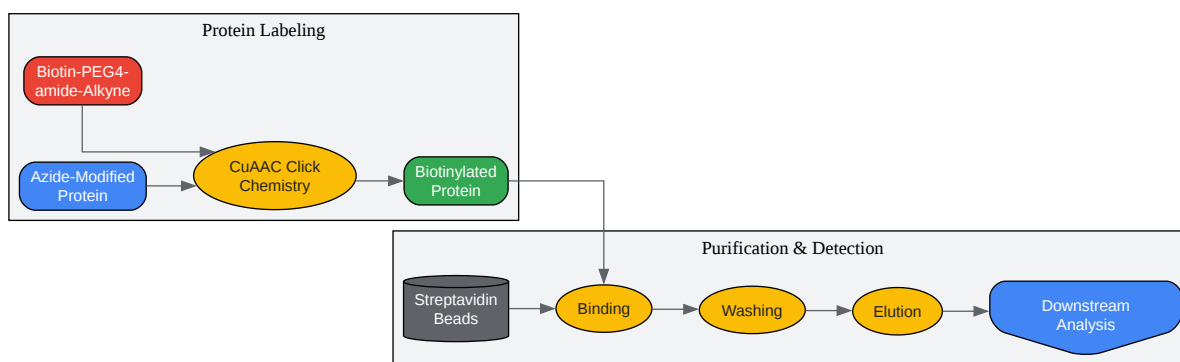 Protein Labeling
Biotin-PEG4-
amide-Alkyne
Azide-Modified
Protein
CuAAC Click
Chemistry
Biotinylated
Protein
Purification & Detection
Streptavidin
Beads
Binding
Washing
Elution
Downstream
Analysis